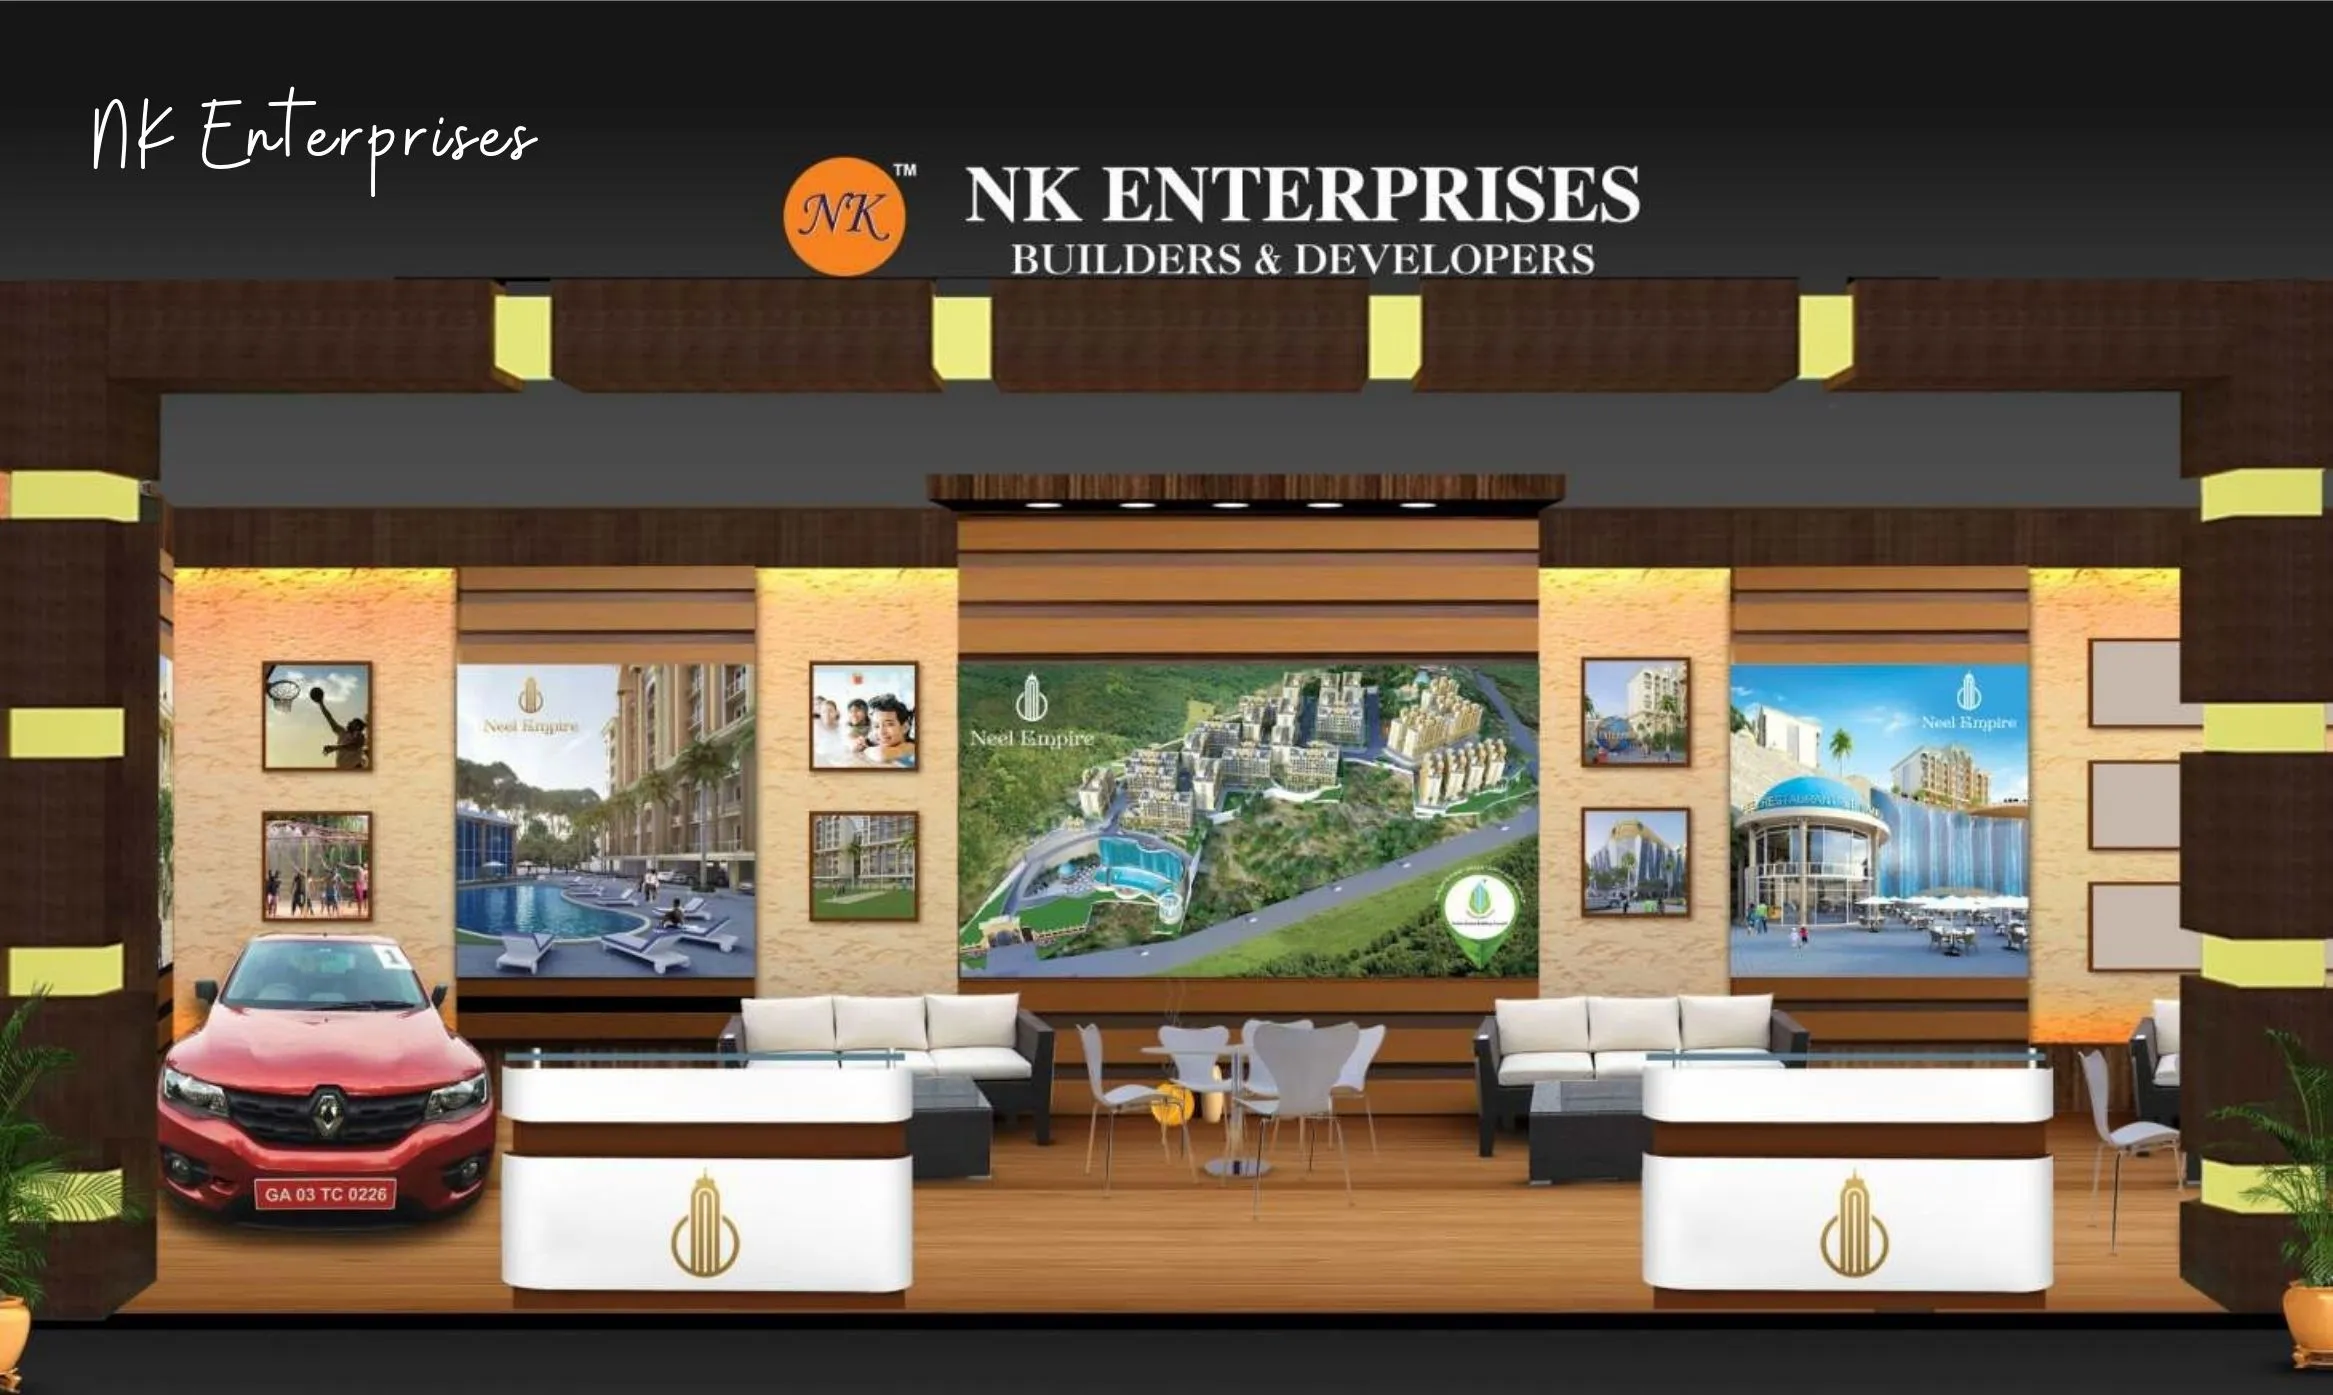 NK Enterprises
NK
TM
NK ENTERPRISES
BUILDERS & DEVELOPERS
Neel Empire
Neel Empire
Neel Empire
RESTAURANT
1
GA 03 TC 0226